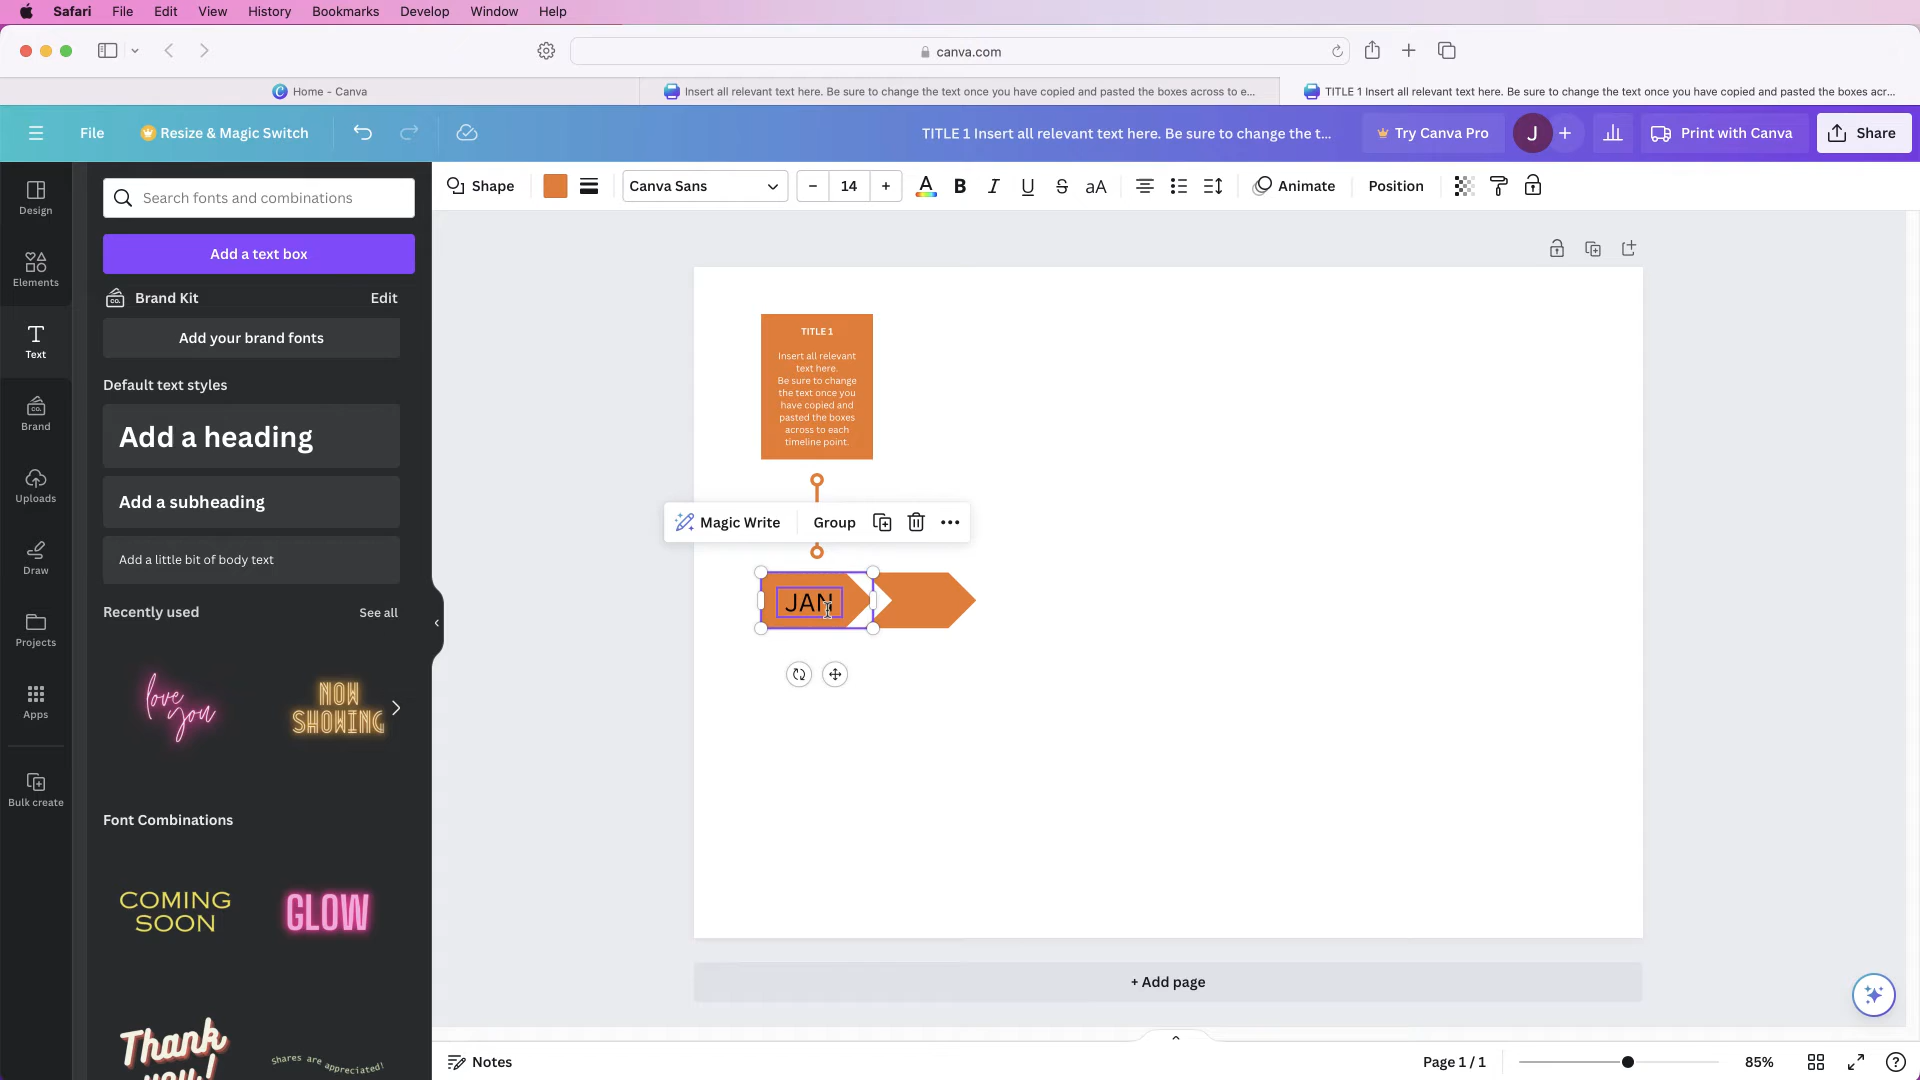 Safari File Edit View History Bookmarks Develop Window Help
canva.com
Home - Canva
Insert all relevant text here. Be sure to change the text once you have copied and pasted the boxes across to e...
TITLE 1 Insert all relevant text here. Be sure to change the text once you have copied and pasted the boxes acr...
File Resize & Magic Switch
TITLE 1 Insert all relevant text here. Be sure to change the t...
Try Canva Pro J Print with Canva Share
Shape Canva Sans 14 A B I U S aA Animate Position
Design
Elements
Text
Brand
Uploads
Draw
Projects
Apps
Bulk create
Search fonts and combinations
Add a text box
Brand Kit Edit
Add your brand fonts
Default text styles
Add a heading
Add a subheading
Add a little bit of body text
Recently used See all
love you
NOW
SHOWING
Font Combinations
COMING
SOON
GLOW
Thank
you!
Shares are appreciated!
TITLE 1
Insert all relevant
text here.
Be sure to change
the text once you
have copied and
pasted the boxes
across to each
timeline point.
Magic Write Group
JAN
+ Add page
Notes
Page 1 / 1
85%